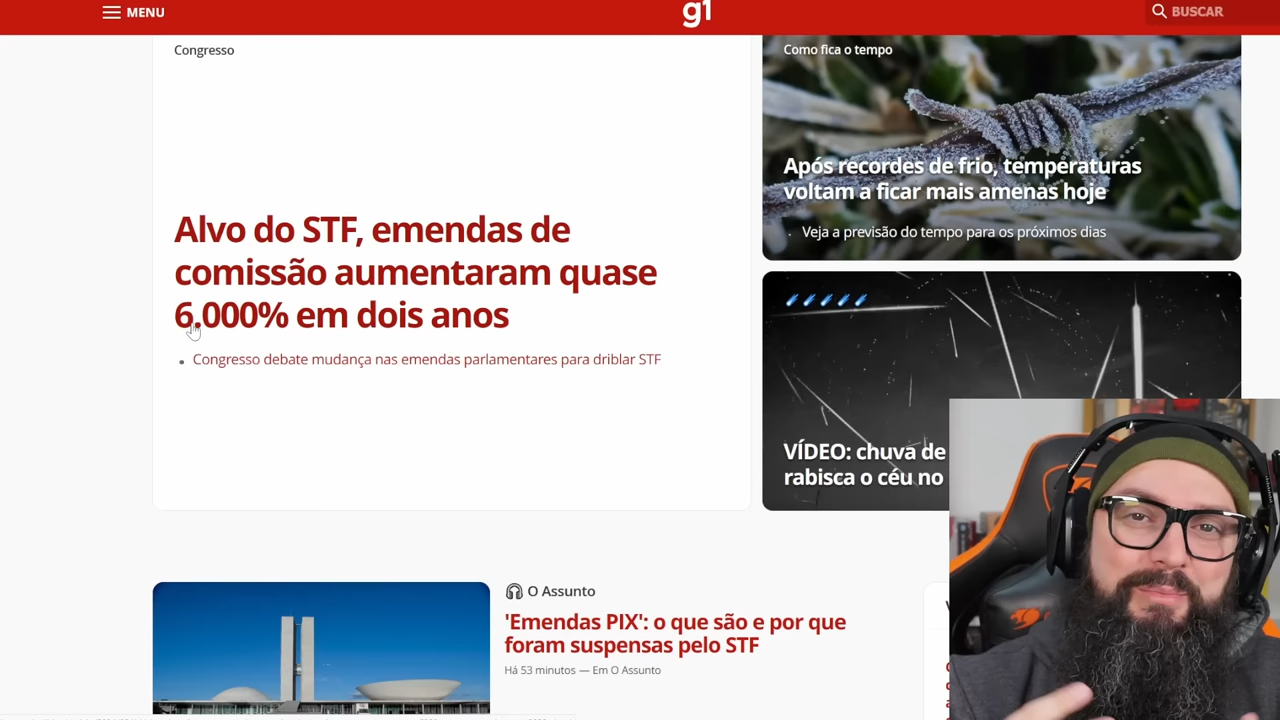 MENU
g1
BUSCAR
Congresso
Alvo do STF, emendas de
comissão aumentaram quase
6.000% em dois anos
Congresso debate mudança nas emendas parlamentares para driblar STF
Como fica o tempo
Após recordes de frio, temperaturas
voltam a ficar mais amenas hoje
Veja a previsão do tempo para os próximos dias
VÍDEO: chuva de
rabisca o céu no
O Assunto
'Emendas PIX': o que são e por que
foram suspensas pelo STF
Há 53 minutos — Em O Assunto